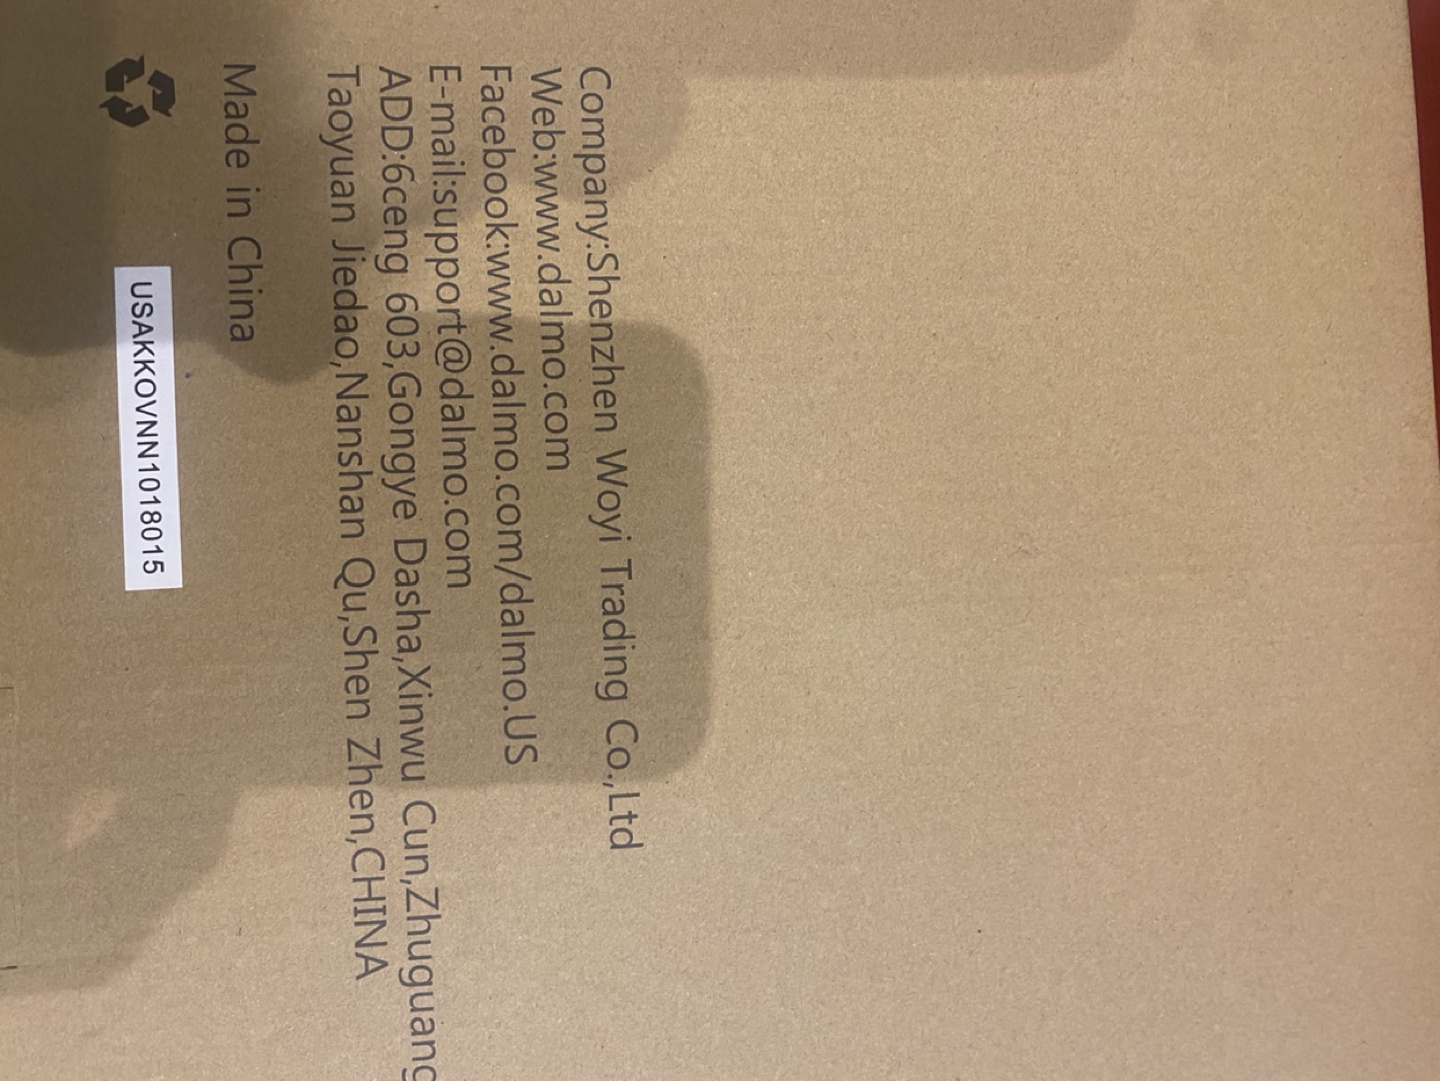 Company:Shenzhen Woyi Trading Co.,Ltd
Web:www.dalmo.com
Facebook:www.dalmo.com/dalmo.US
E-mail:support@dalmo.com
ADD:6ceng 603,Gongye Dasha,Xinwu Cun,Zhuguang
Taoyuan Jiedao,Nanshan Qu,Shen Zhen,CHINA
Made in China
USAKKOVNN1018015